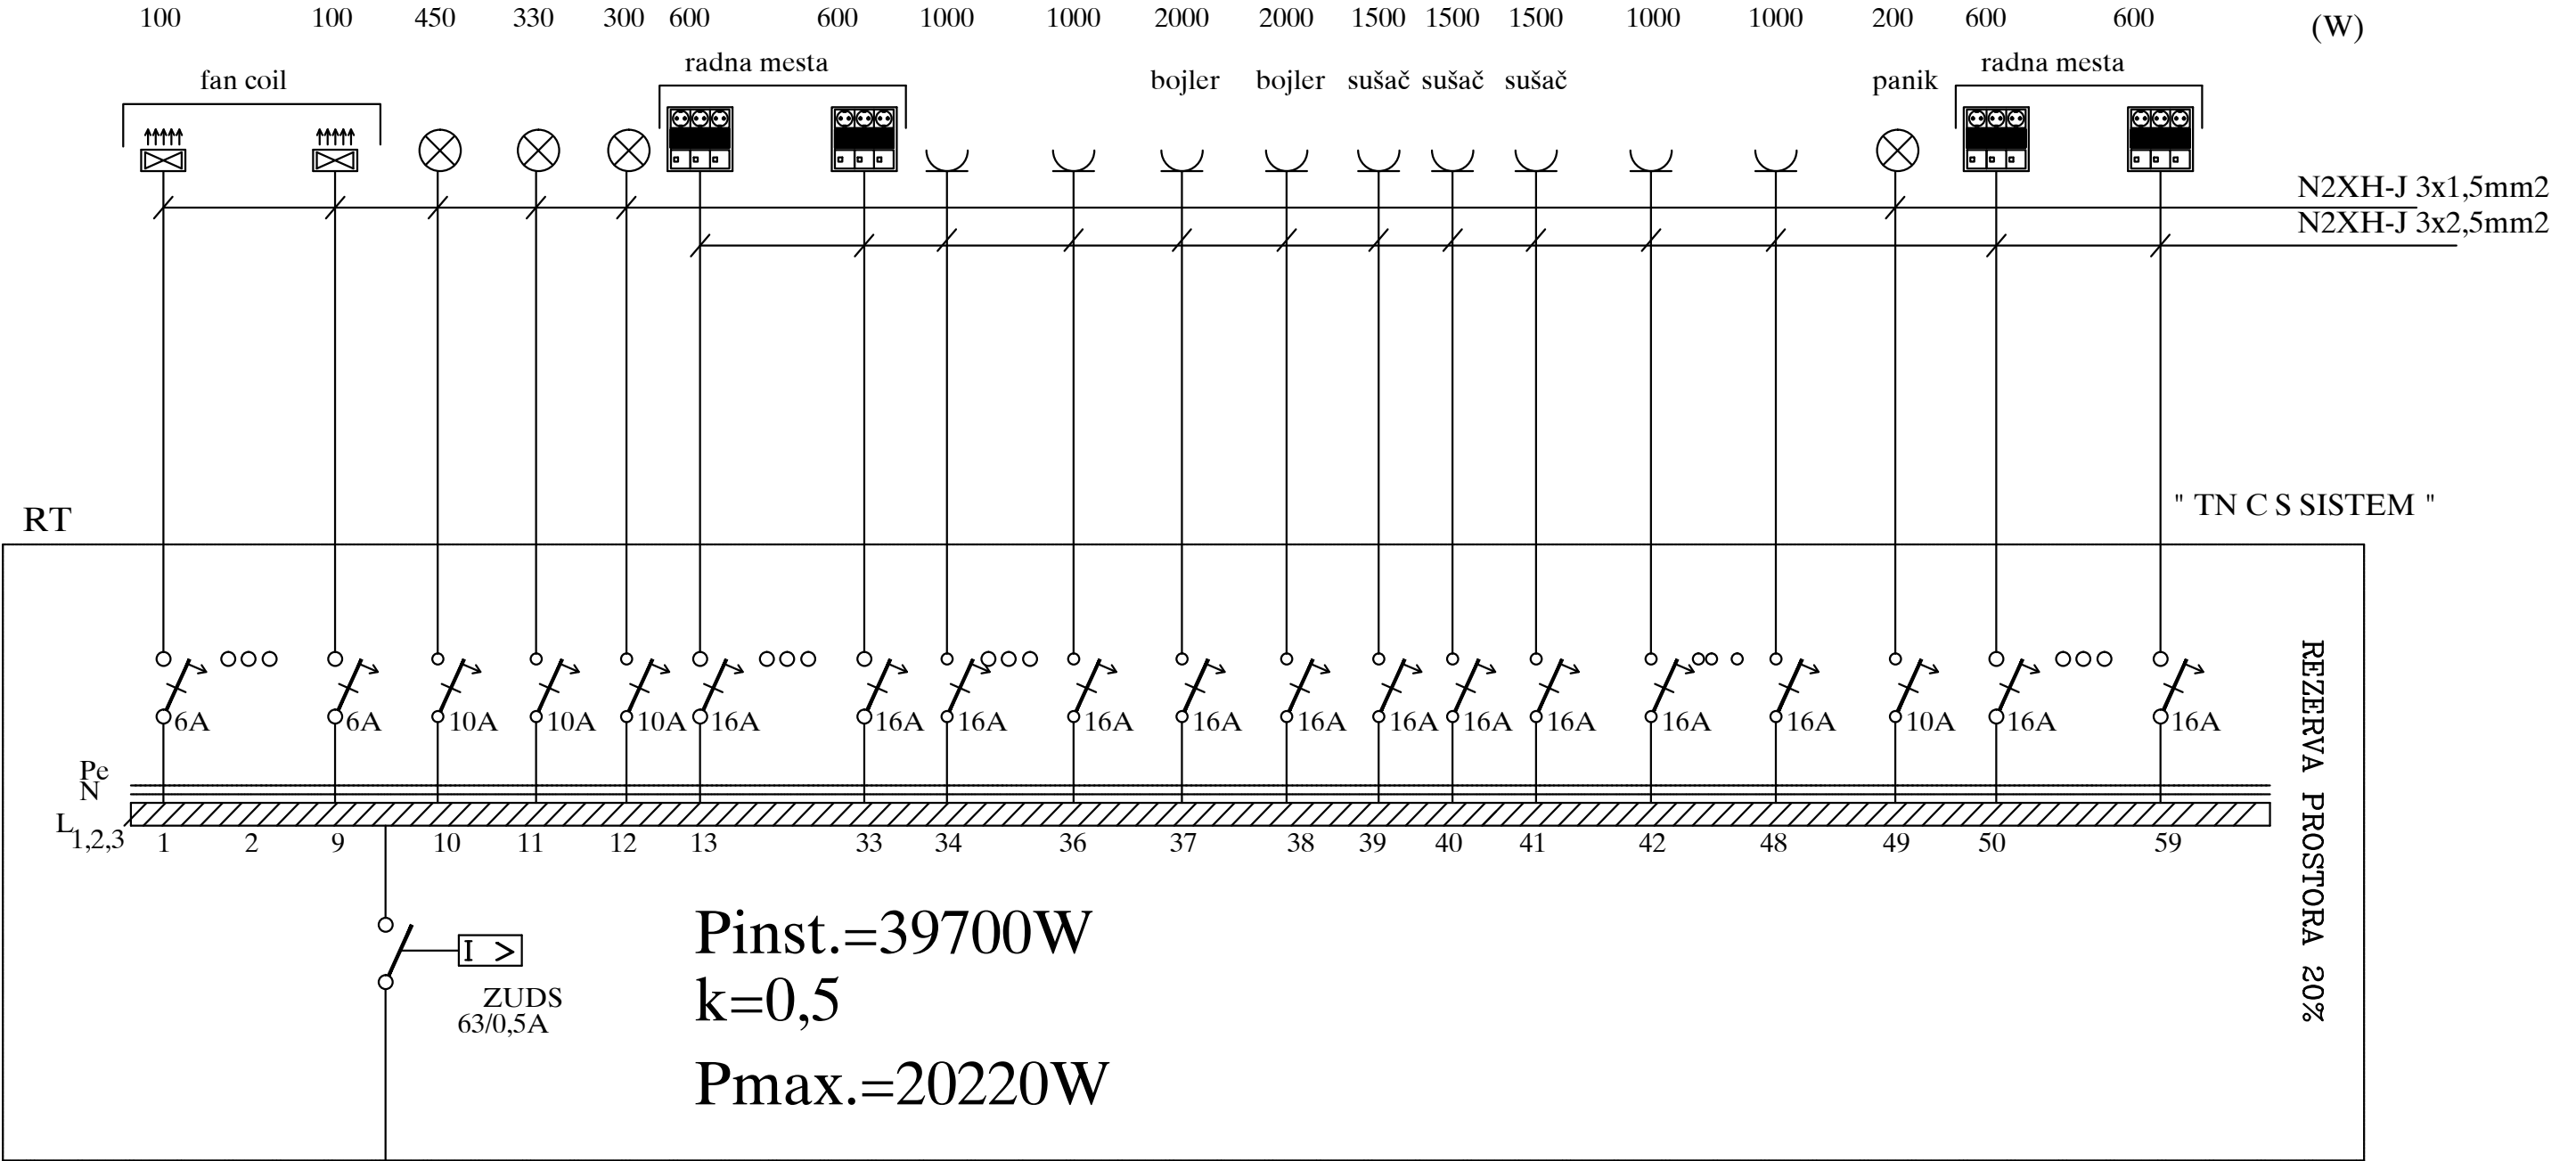 100 100 450 330 300 600 600 1000 1000 2000 2000 1500 1500 1500 1000 1000 200 600 600 (W)
radna mesta radna mesta
fan coil bojler bojler sušač sušač sušač panik
N2XH-J 3x1,5mm2
N2XH-J 3x2,5mm2
" TN C S SISTEM "
RT
6A 6A 10A 10A 10A 16A 16A 16A 16A 16A 16A 16A 16A 16A 16A 16A 10A 16A 16A
REZERVA PROSTORA 20%
Pe
N
L1,2,3
1 2 9 10 11 12 13 33 34 36 37 38 39 40 41 42 48 49 50 59
Pinst.=39700W
I >
ZUDS
63/0,5A
k=0,5
Pmax.=20220W